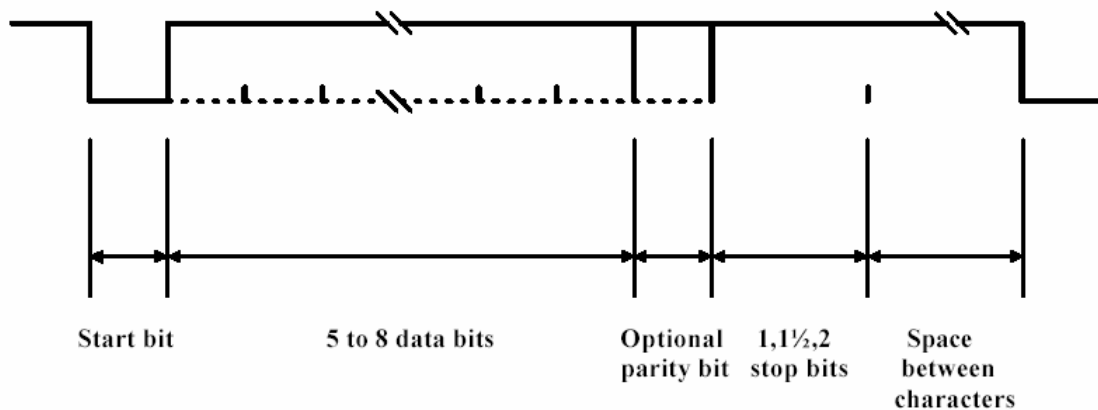 Start bit
5 to 8 data bits
Optional
parity bit
1,1½,2
stop bits
Space
between
characters